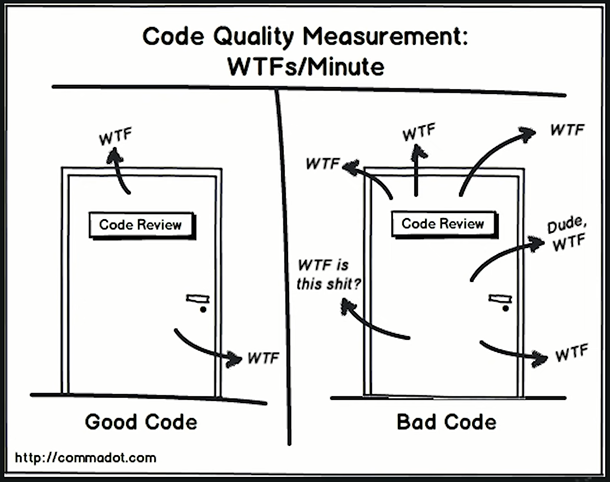 Code Quality Measurement:
WTFs/Minute
WTF
Code Review
WTF
Good Code
WTF
WTF
WTF
Code Review
Dude,
WTF
WTF is
this shit?
WTF
Bad Code
http://commadot.com